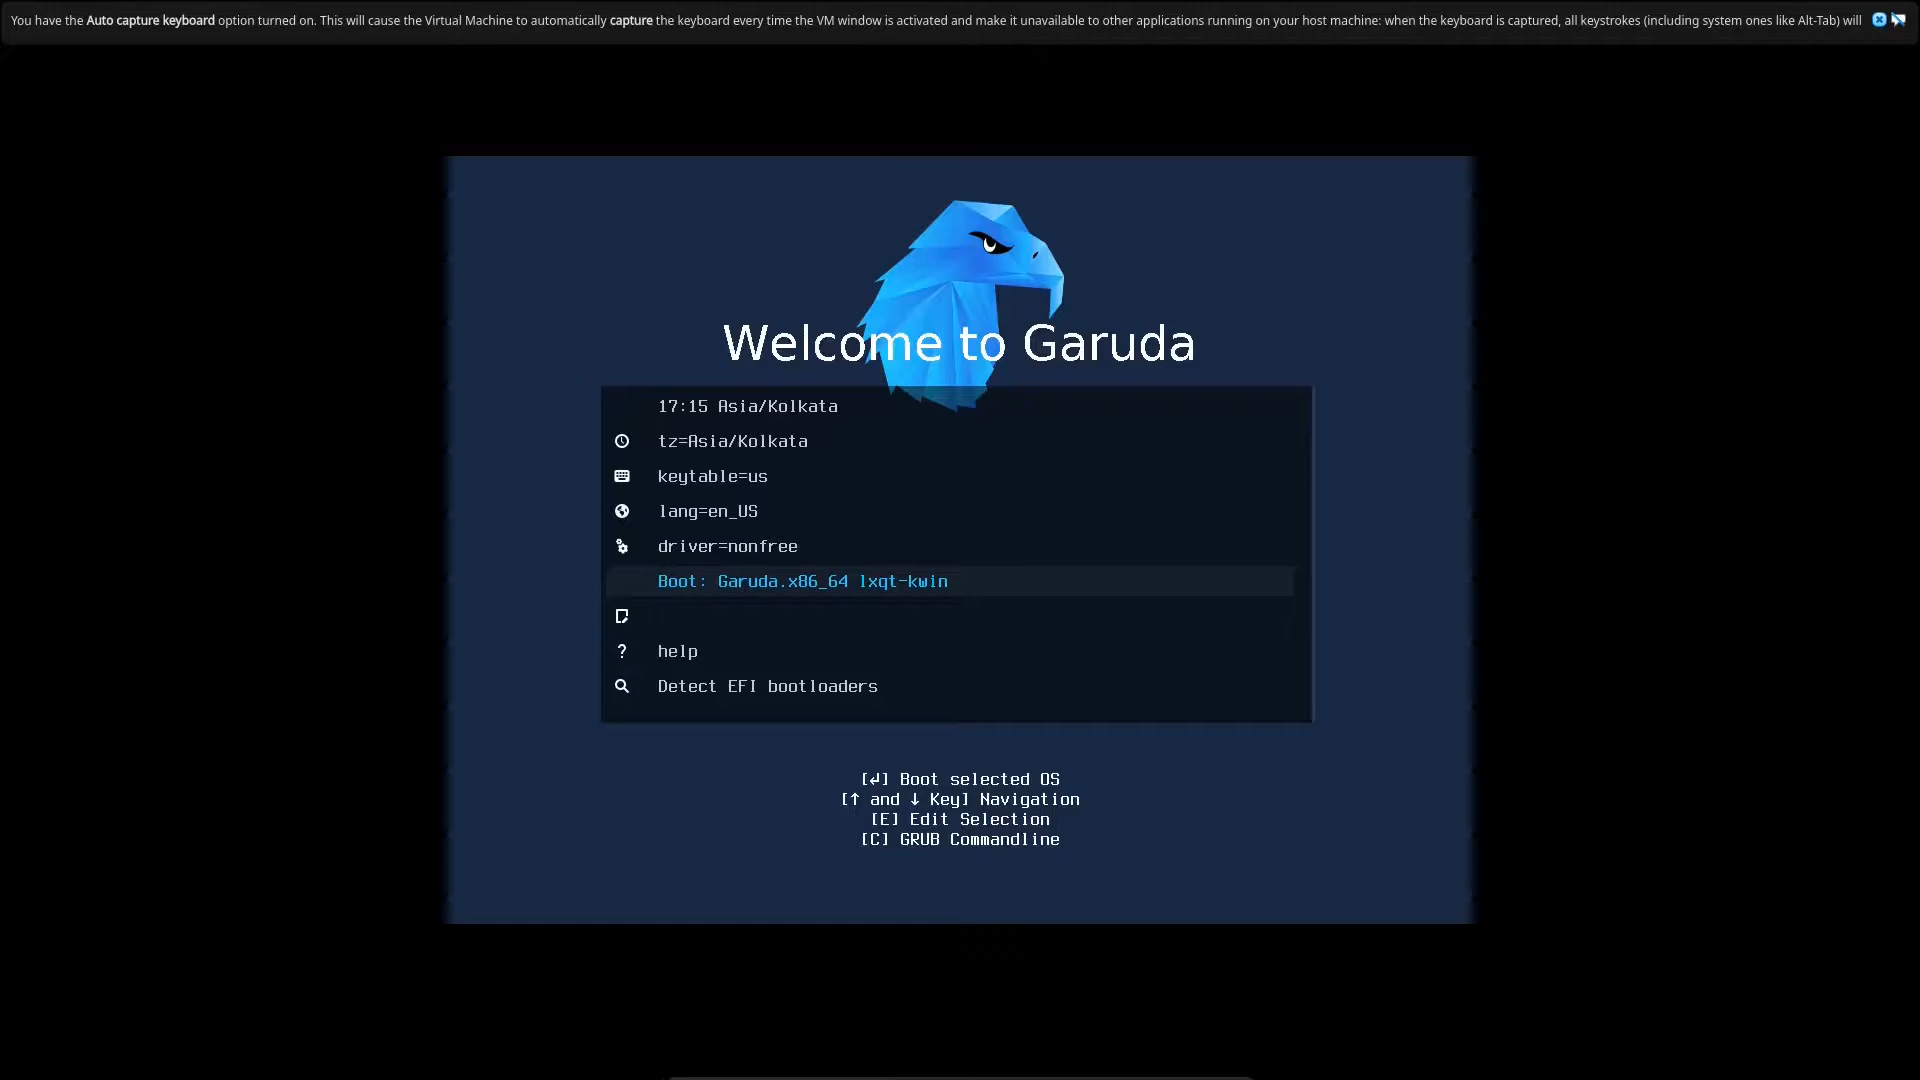 You have the Auto capture keyboard option turned on. This will cause the Virtual Machine to automatically capture the keyboard every time the VM window is activated and make it unavailable to other applications running on your host machine: when the keyboard is captured, all keystrokes (including system ones like Alt-Tab) will
Welcome to Garuda
17:15 Asia/Kolkata
tz=Asia/Kolkata
keytable=us
lang=en_US
driver=nonfree
Boot: Garuda.x86_64 lxqt-kwin
? help
Detect EFI bootloaders
[↵] Boot selected OS
[↑ and ↓ Key] Navigation
[E] Edit Selection
[C] GRUB Commandline